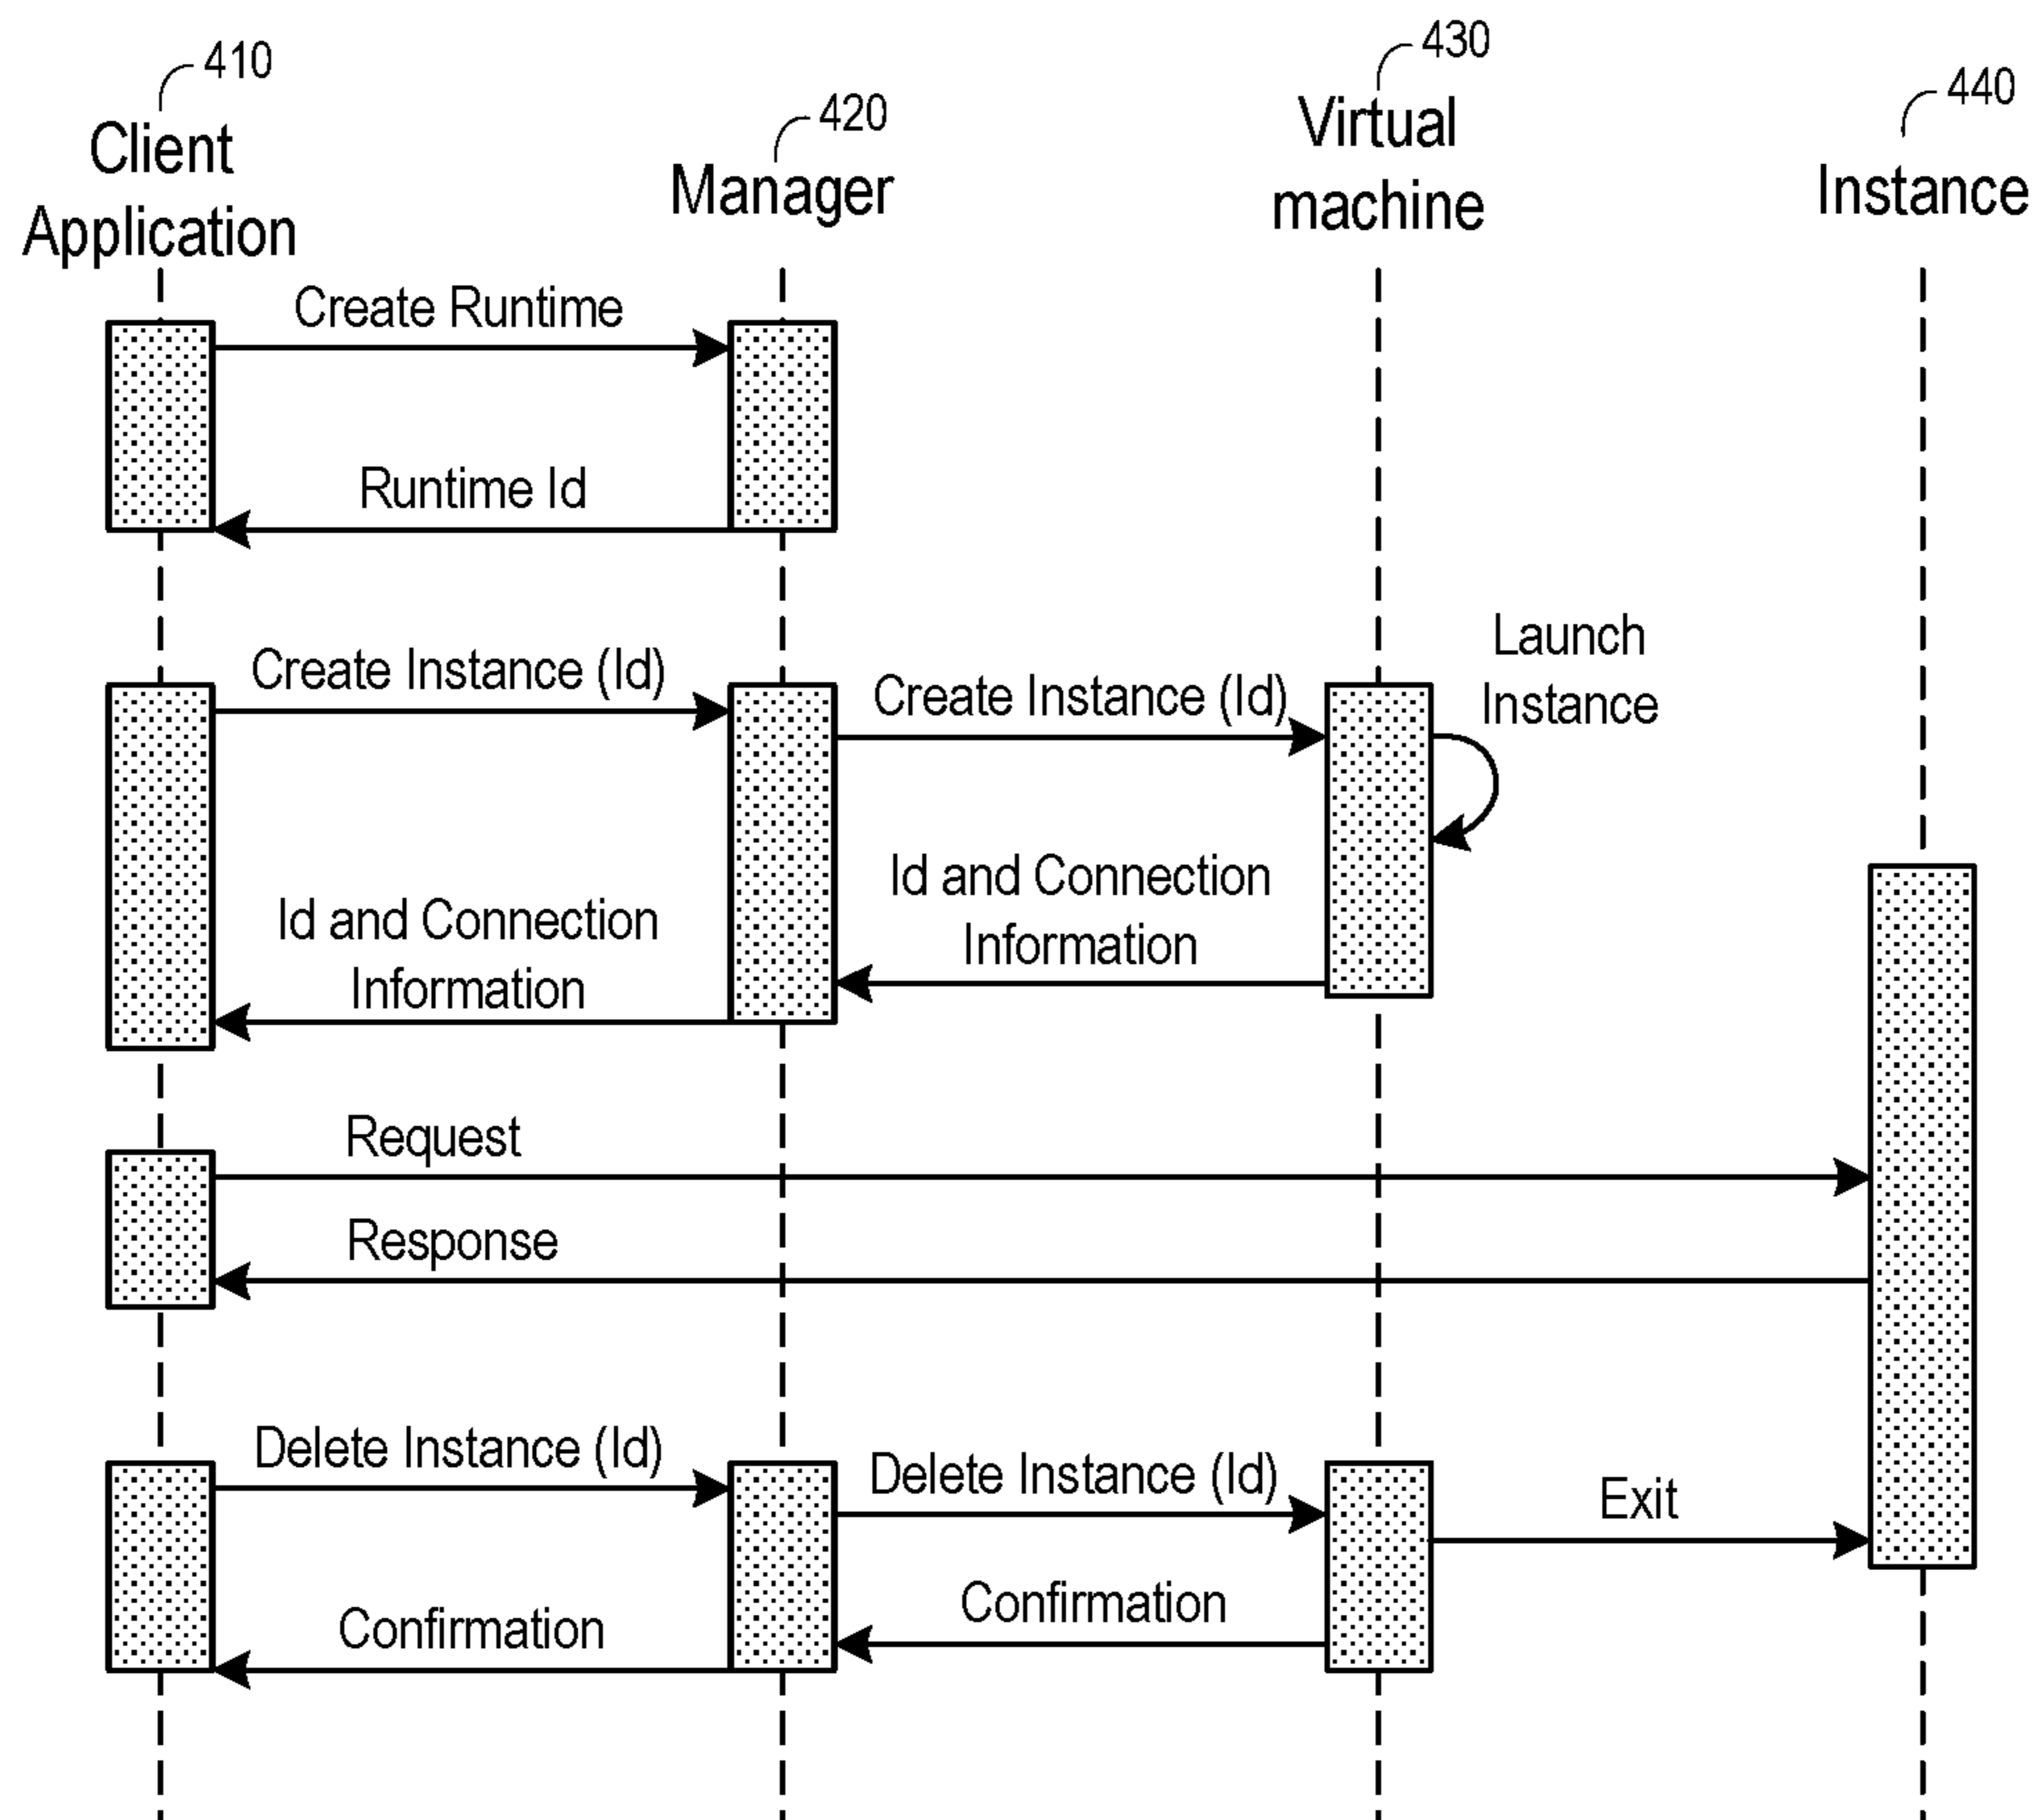 410
Client
Application
420
Manager
430
Virtual
machine
440
Instance
Create Runtime
Runtime Id
Create Instance (Id)
Create Instance (Id)
Launch
Instance
Id and Connection
Information
Id and Connection
Information
Request
Response
Delete Instance (Id)
Delete Instance (Id)
Exit
Confirmation
Confirmation